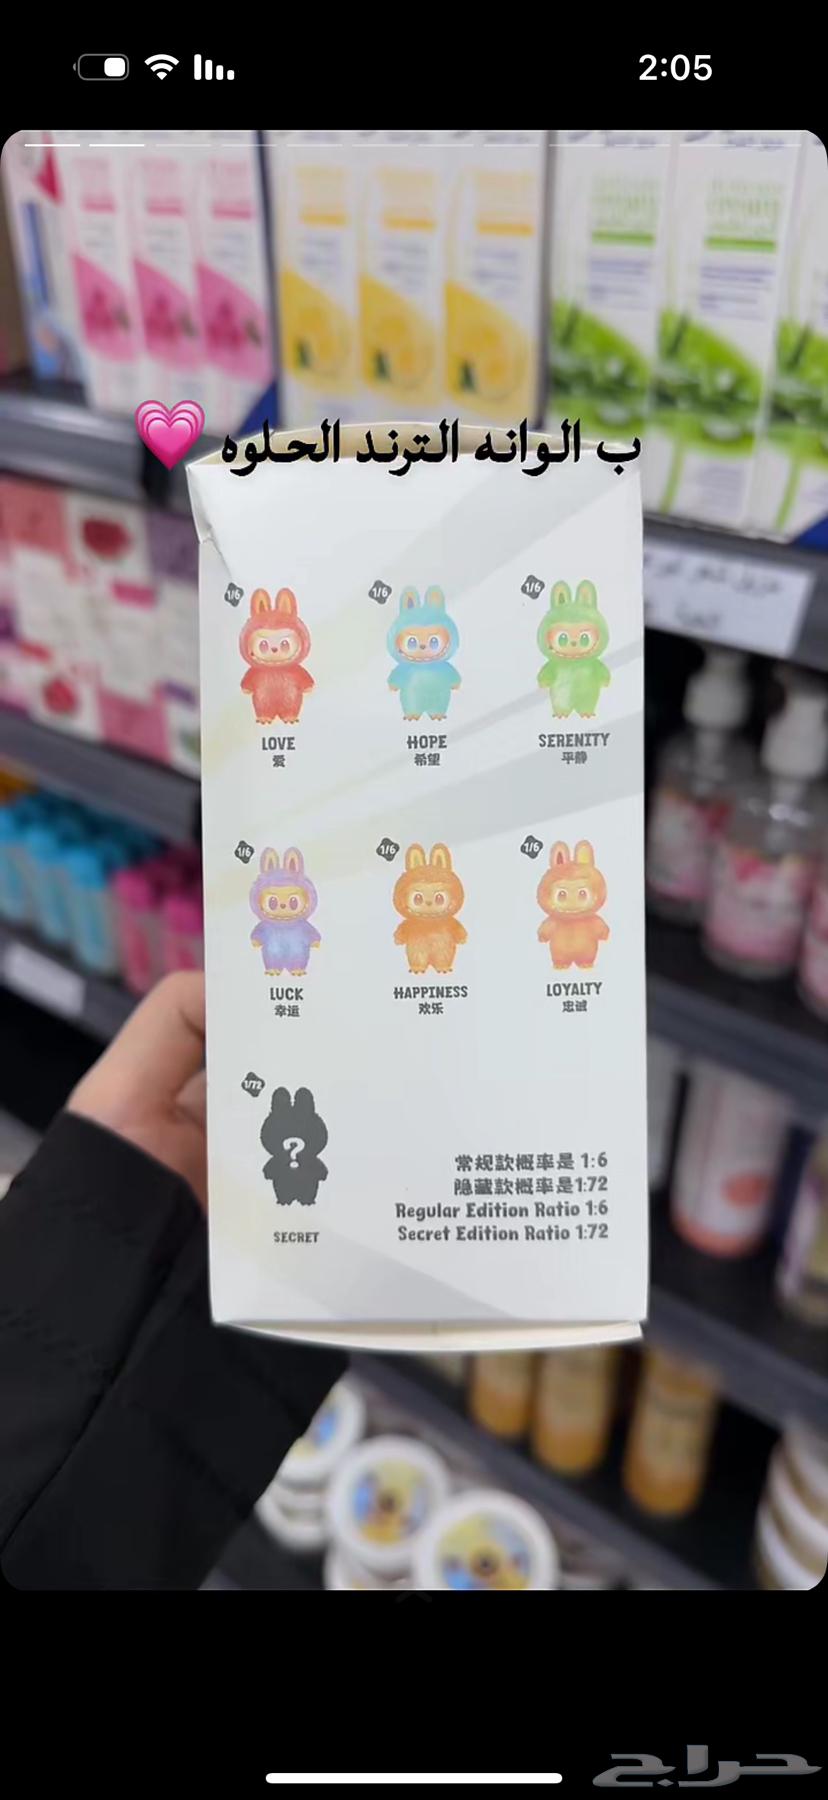 2:05
ب الوانه الترند الحلوه
1/6
1/6
1/6
LOVE
爱
HOPE
希望
SERENITY
平静
1/6
1/6
1/6
LUCK
幸运
HAPPINESS
欢乐
LOYALTY
忠诚
1/72
?
SECRET
常规款概率是 1:6
隐藏款概率是1:72
Regular Edition Ratio 1:6
Secret Edition Ratio 1:72
حراج